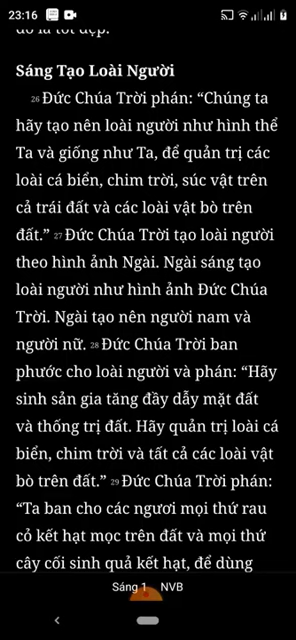 23:16
đó là tốt đẹp.
Sáng Tạo Loài Người
26 Đức Chúa Trời phán: “Chúng ta
hãy tạo nên loài người như hình thể
Ta và giống như Ta, để quản trị các
loài cá biển, chim trời, súc vật trên
cả trái đất và các loài vật bò trên
đất.” 27 Đức Chúa Trời tạo loài người
theo hình ảnh Ngài. Ngài sáng tạo
loài người như hình ảnh Đức Chúa
Trời. Ngài tạo nên người nam và
người nữ. 28 Đức Chúa Trời ban
phước cho loài người và phán: “Hãy
sinh sản gia tăng đầy dẫy mặt đất
và thống trị đất. Hãy quản trị loài cá
biển, chim trời và tất cả các loài vật
bò trên đất.” 29 Đức Chúa Trời phán:
“Ta ban cho các ngươi mọi thứ rau
cỏ kết hạt mọc trên đất và mọi thứ
cây cối sinh quả kết hạt, để dùng
Sáng 1 NVB